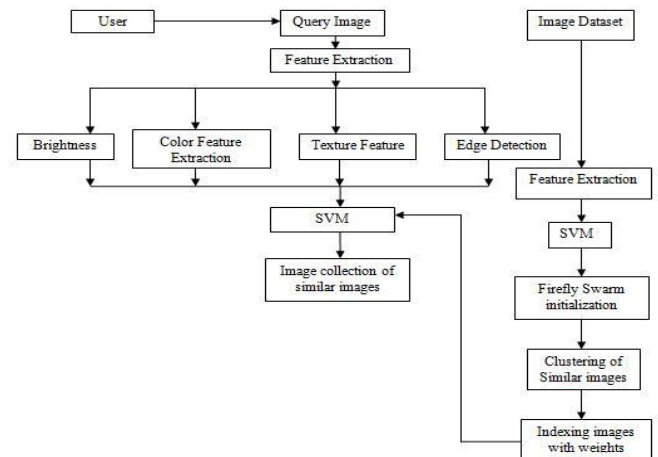 User
Query Image
Image Dataset
Feature Extraction
Brightness
Color Feature
Extraction
Texture Feature
Edge Detection
Feature Extraction
SVM
SVM
Image collection of
similar images
Firefly Swarm
initialization
Clustering of
Similar images
Indexing images
with weights